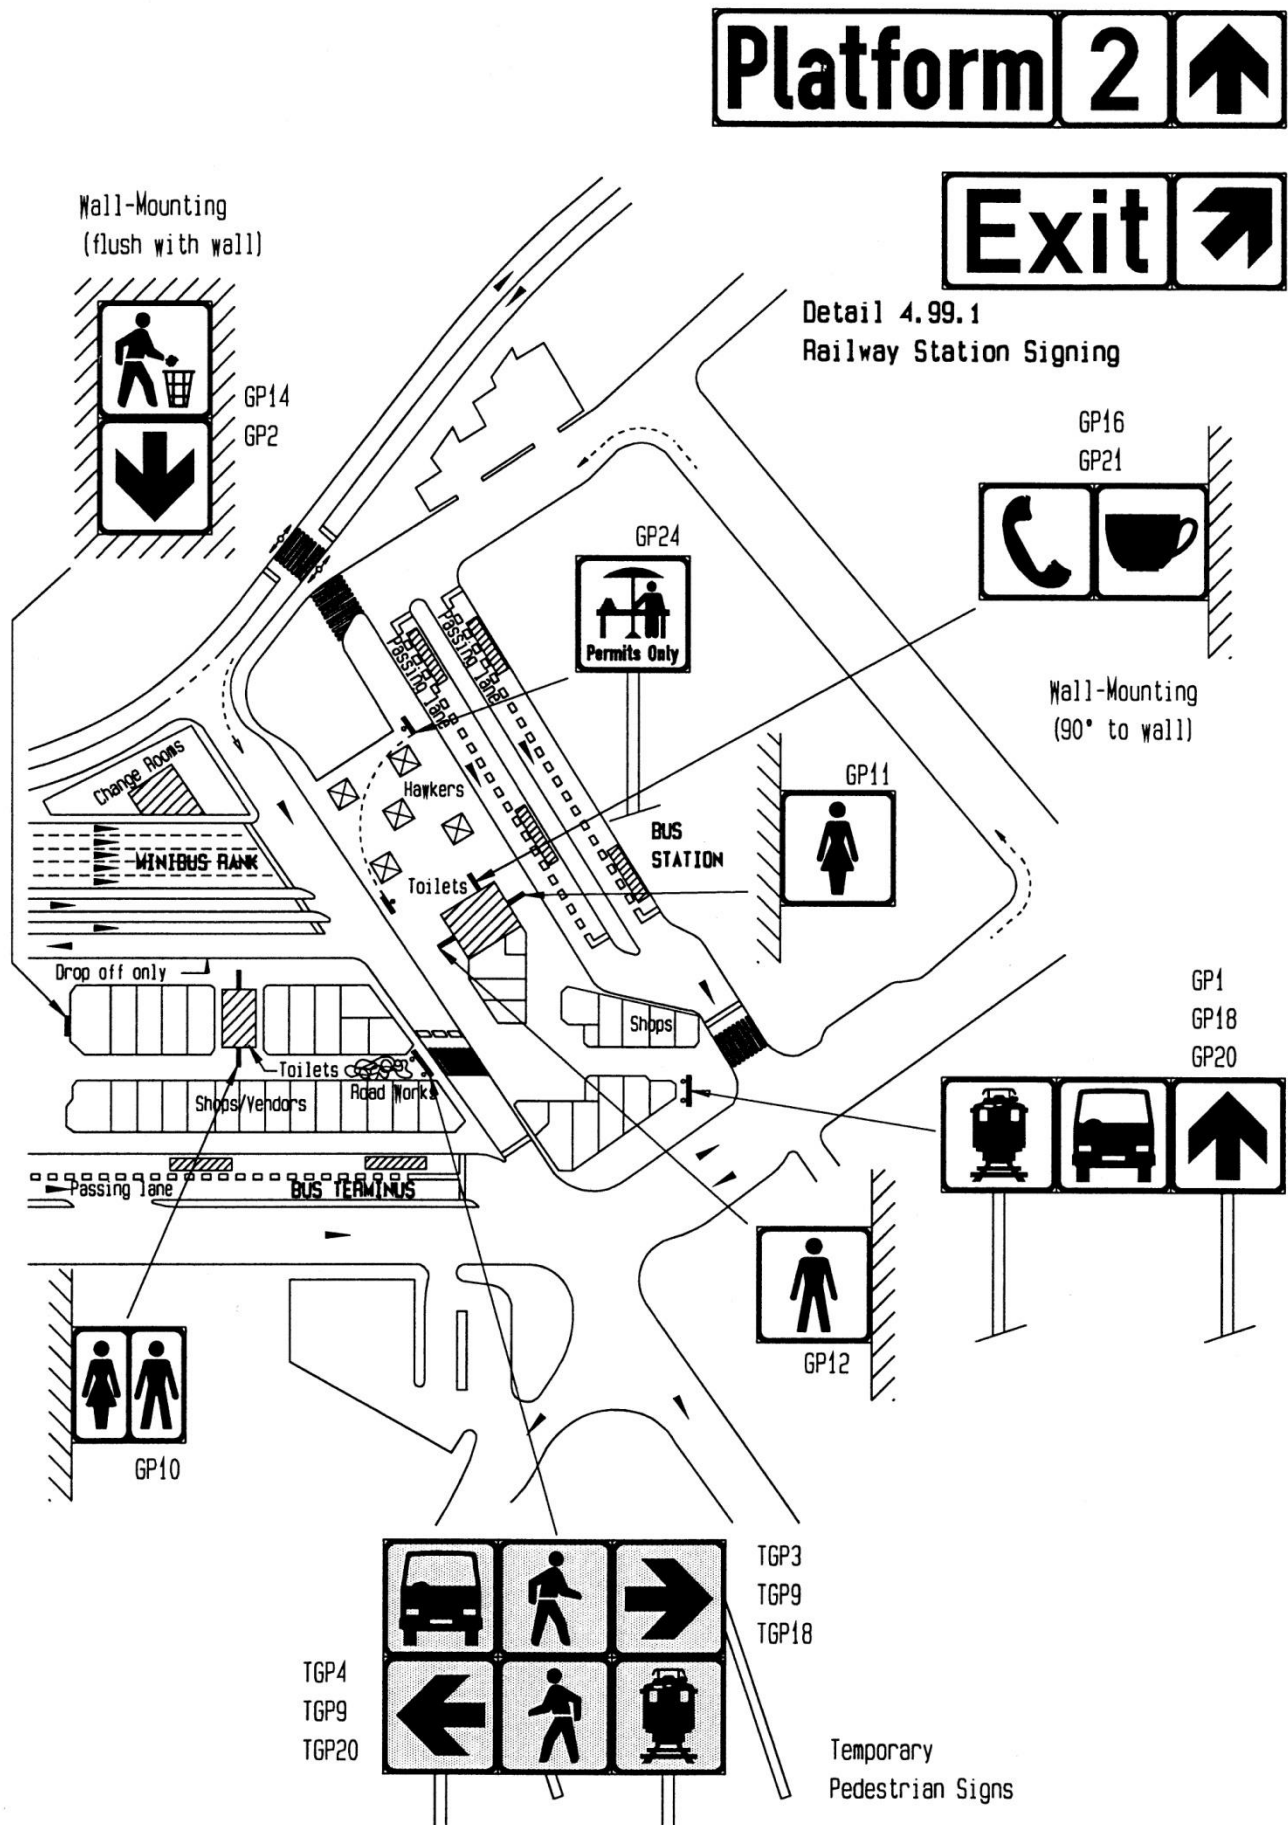 Platform 2
Exit
Detail 4.99.1
Railway Station Signing
Wall-Mounting
(flush with wall)
GP14
GP2
GP16
GP21
Wall-Mounting
(90° to wall)
GP24
Permits Only
Passing lane
Passing lane
GP11
Change Rooms
Hawkers
BUS
STATION
MINIBUS RANK
Toilets
Drop off only
Shops
Toilets
Road Works
Shops/Vendors
GP1
GP18
GP20
Passing lane
BUS TERMINUS
GP12
GP10
TGP3
TGP9
TGP18
TGP4
TGP9
TGP20
Temporary
Pedestrian Signs